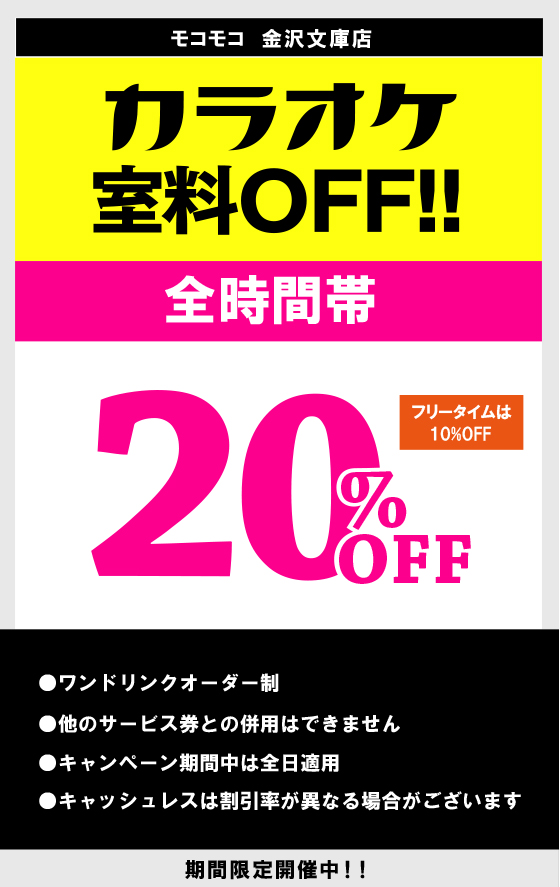 モコモコ 金沢文庫店
カラオケ
室料OFF!!
全時間帯
20%OFF
フリータイムは
10%OFF
●ワンドリンクオーダー制
●他のサービス券との併用はできません
●キャンペーン期間中は全日適用
●キャッシュレスは割引率が異なる場合がございます
期間限定開催中！！